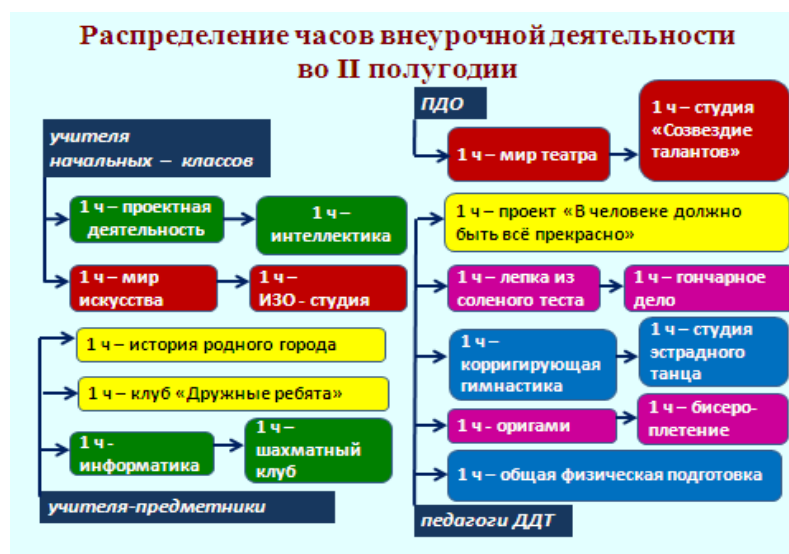 Распределение часов внеурочной деятельности
во II полугодии
учителя
начальных – классов
1 ч – проектная
деятельность
1 ч –
интеллектика
1 ч – мир
искусства
1 ч –
ИЗО - студия
1 ч – история родного города
1 ч – клуб «Дружные ребята»
1 ч -
информатика
1 ч –
шахматный
клуб
учителя-предметники
ПДО
1 ч – мир театра
1 ч – студия
«Созвездие
талантов»
1 ч – проект «В человеке должно
быть всё прекрасно»
1 ч – лепка из
соленого теста
1 ч – гончарное
дело
1 ч –
корригирующая
гимнастика
1 ч – студия
эстрадного
танца
1 ч - оригами
1 ч – бисеро-
плетение
1 ч – общая физическая подготовка
педагоги ДДТ